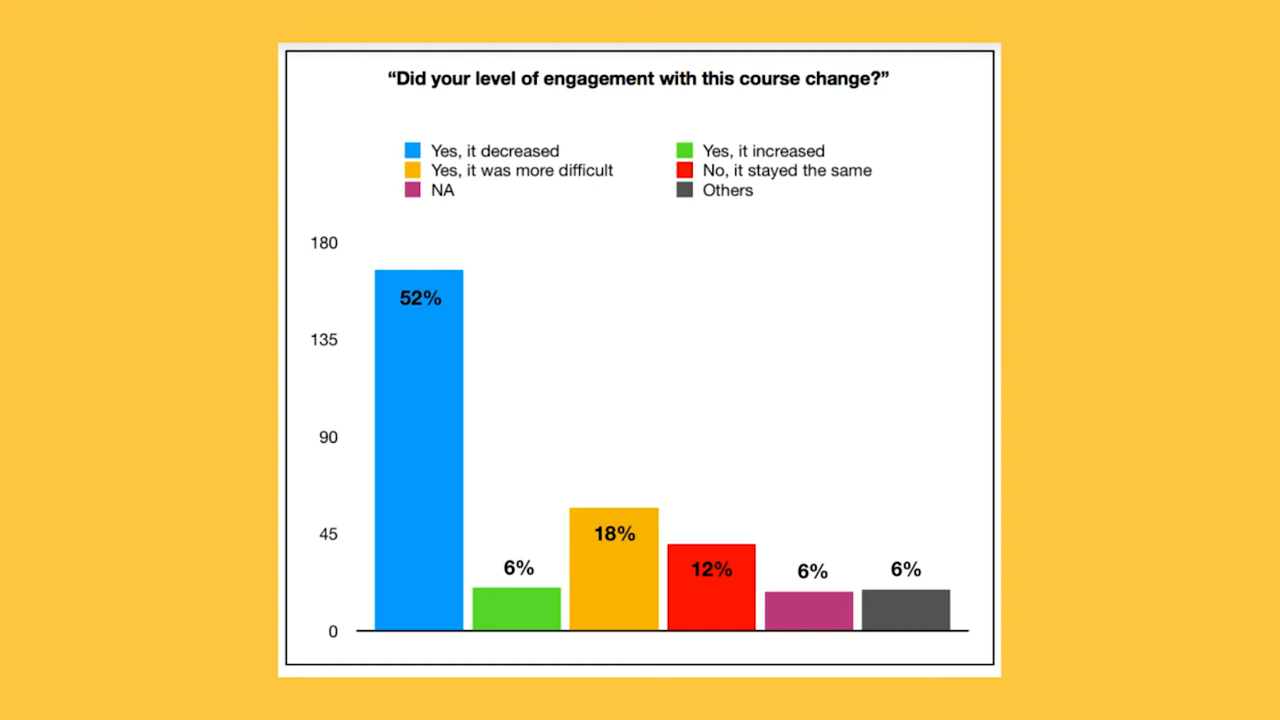 “Did your level of engagement with this course change?”
Yes, it decreased
Yes, it increased
Yes, it was more difficult
No, it stayed the same
NA
Others
180
135
90
45
0
52%
6%
18%
12%
6%
6%